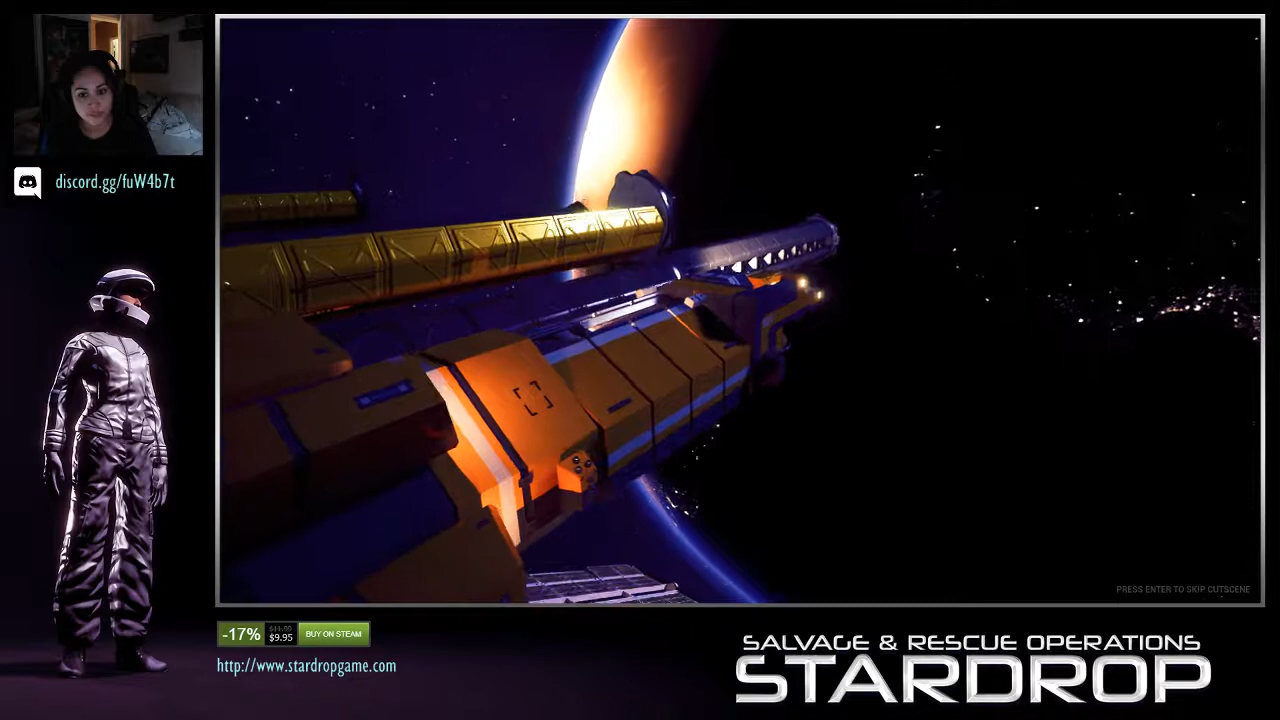 discord.gg/fuW4b7t
PRESS ENTER TO SKIP CUTSCENE
-17%
$9.95
BUY ON STEAM
http://www.stardropgame.com
SALVAGE & RESCUE OPERATIONS
STARDROP